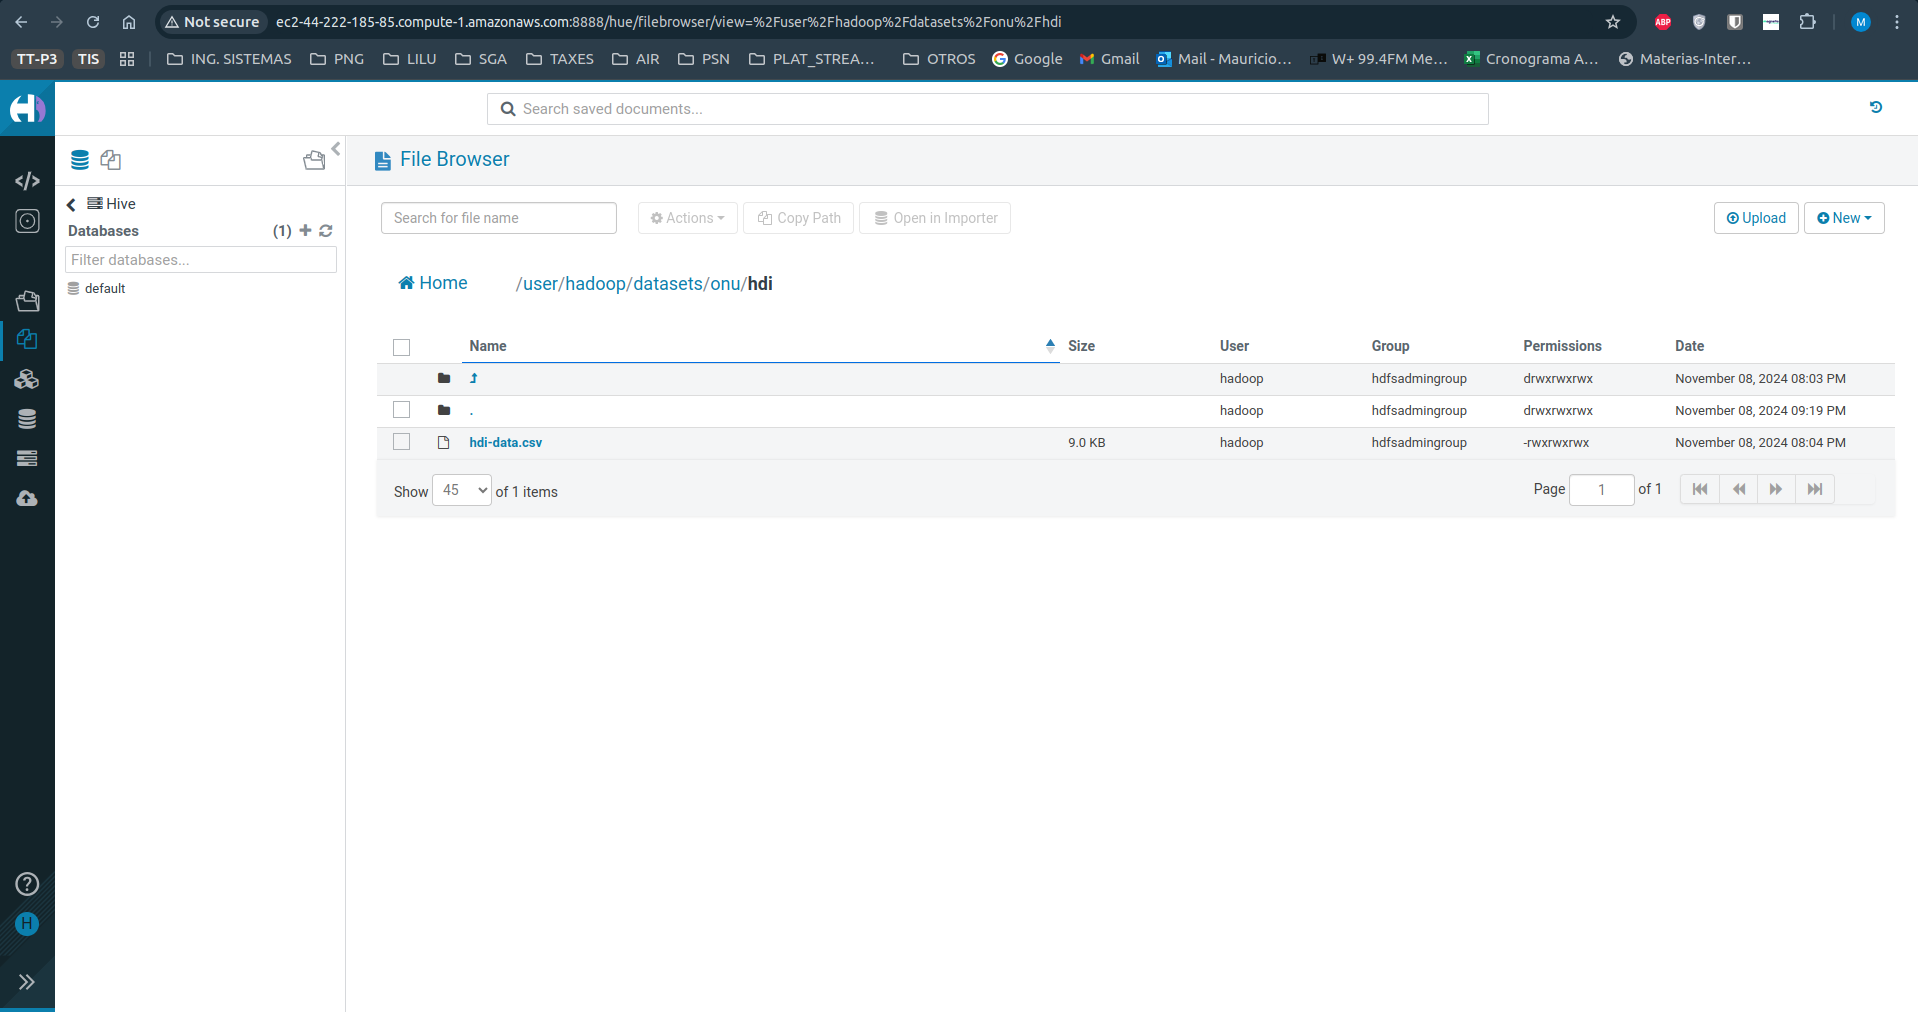 Not secure ec2-44-222-185-85.compute-1.amazonaws.com:8888/hue/filebrowser/view=%2Fuser%2Fhadoop%2Fdatasets%2Fonu%2Fhdi ABP M
TT-P3 TIS ING. SISTEMAS PNG LILU SGA TAXES AIR PSN PLAT_STREA... OTROS Google Gmail Mail - Mauricio... W+ 99.4FM Me... Cronograma A... Materias-Inter...
Search saved documents...
File Browser
Hive
Databases (1)
Filter databases...
default
Search for file name Actions Copy Path Open in Importer Upload New
Home /user/hadoop/datasets/onu/hdi
Name Size User Group Permissions Date
hadoop hdfsadmingroup drwxrwxrwx November 08, 2024 08:03 PM
. hadoop hdfsadmingroup drwxrwxrwx November 08, 2024 09:19 PM
hdi-data.csv 9.0 KB hadoop hdfsadmingroup -rwxrwxrwx November 08, 2024 08:04 PM
Show 45 of 1 items Page 1 of 1
H